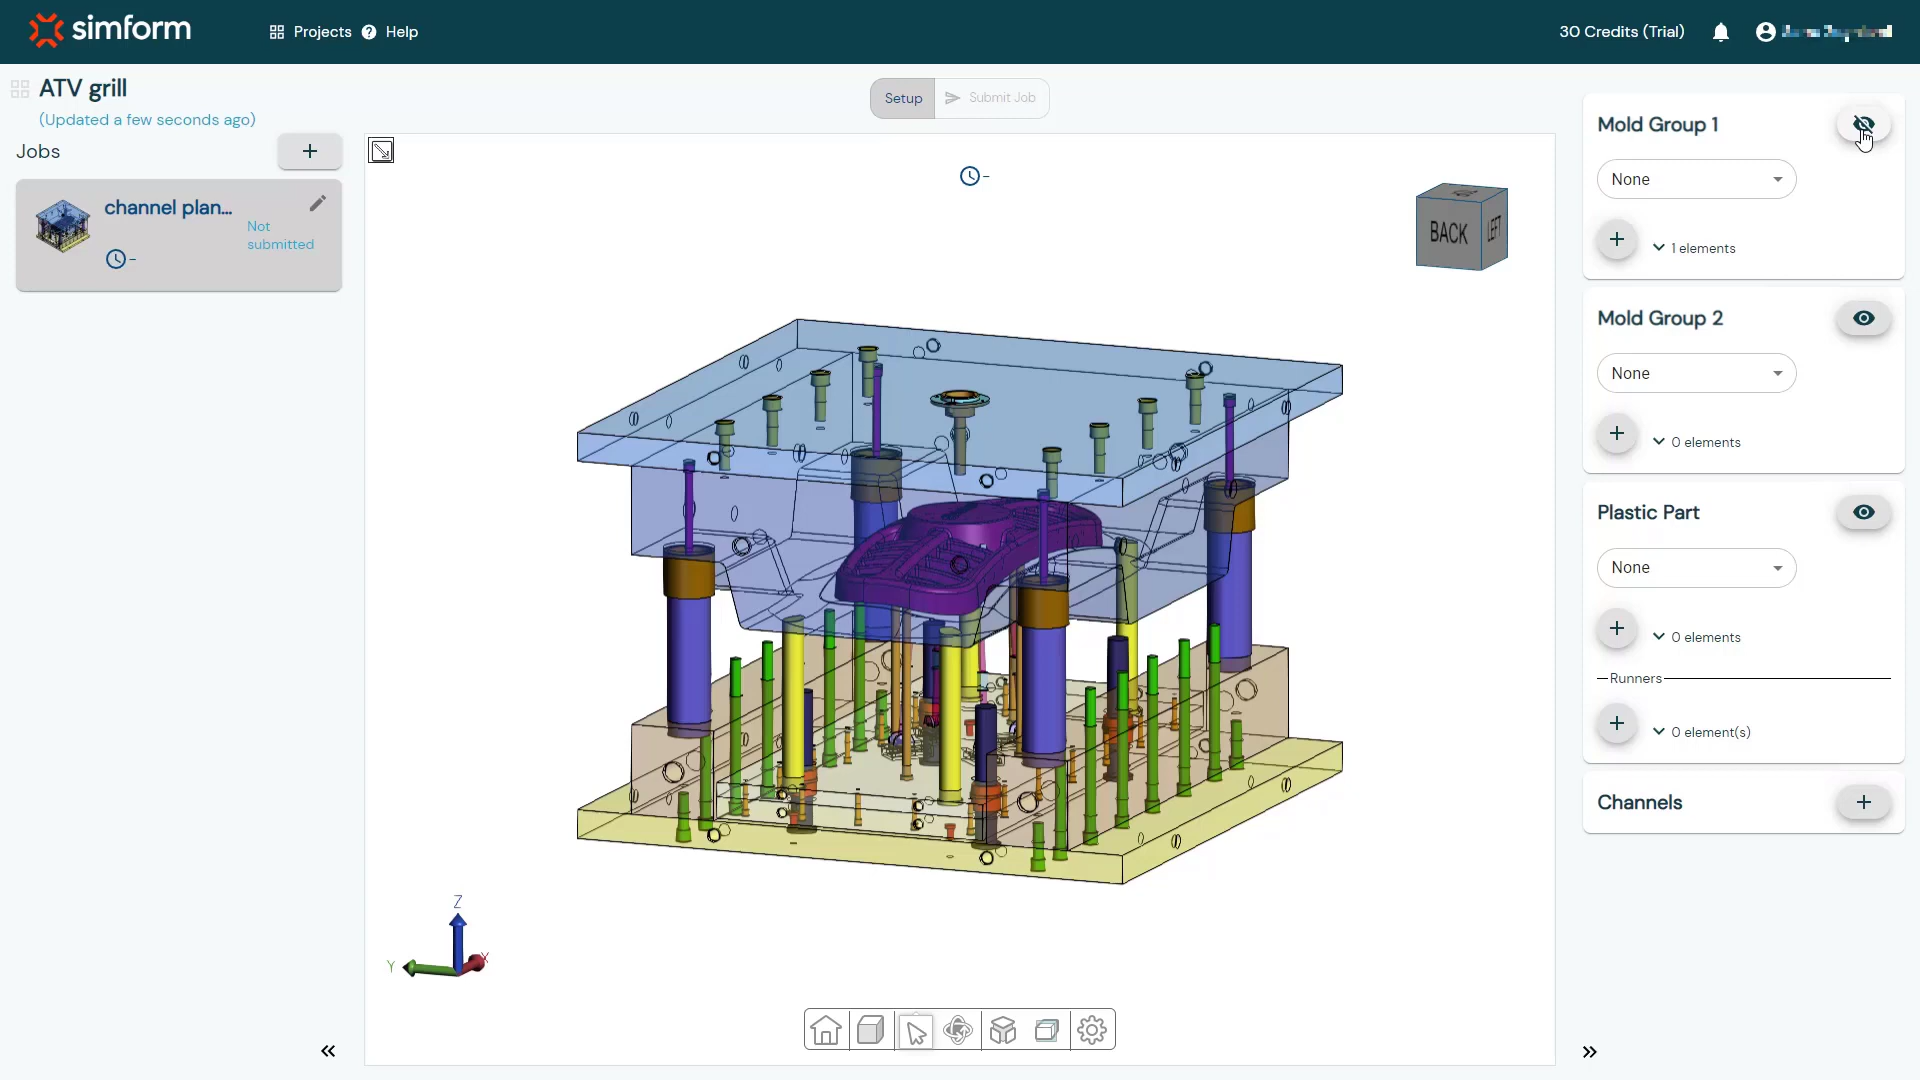 simform
Projects
Help
30 Credits (Trial)
ATV grill
(Updated a few seconds ago)
Jobs
+
channel plan...
Not
submitted
-
Setup
Submit Job
-
BACK
LEFT
Z
Y
X
Mold Group 1
None
+
1 elements
Mold Group 2
None
+
0 elements
Plastic Part
None
+
0 elements
Runners
+
0 element(s)
Channels
+